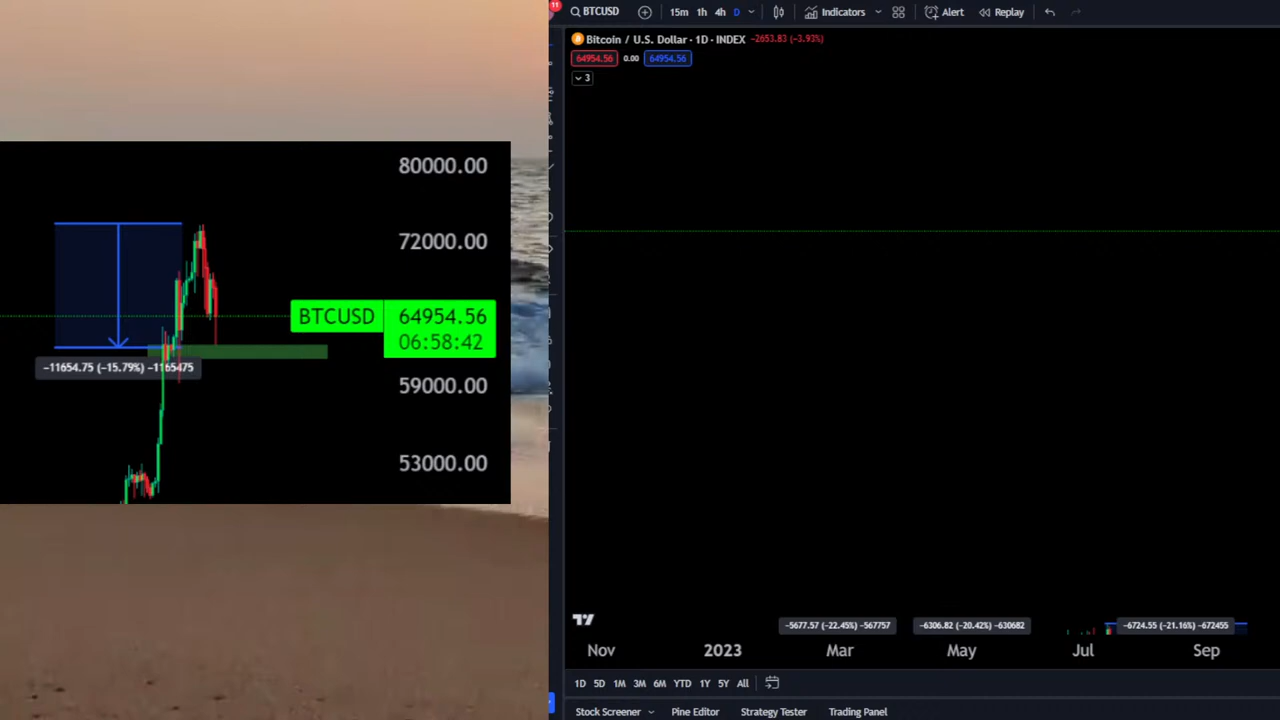 11
BTCUSD
15m 1h 4h D
Indicators
Alert
Replay
Bitcoin / U.S. Dollar · 1D · INDEX −2653.83 (−3.93%)
64954.56 0.00 64954.56
3
80000.00
72000.00
BTCUSD 64954.56
06:58:42
−11654.75 (−15.79%) −1165475
59000.00
53000.00
−5677.57 (−22.45%) −567757
−6306.82 (−20.42%) −630682
−6724.55 (−21.16%) −672455
Nov 2023 Mar May Jul Sep
1D 5D 1M 3M 6M YTD 1Y 5Y All
Stock Screener Pine Editor Strategy Tester Trading Panel